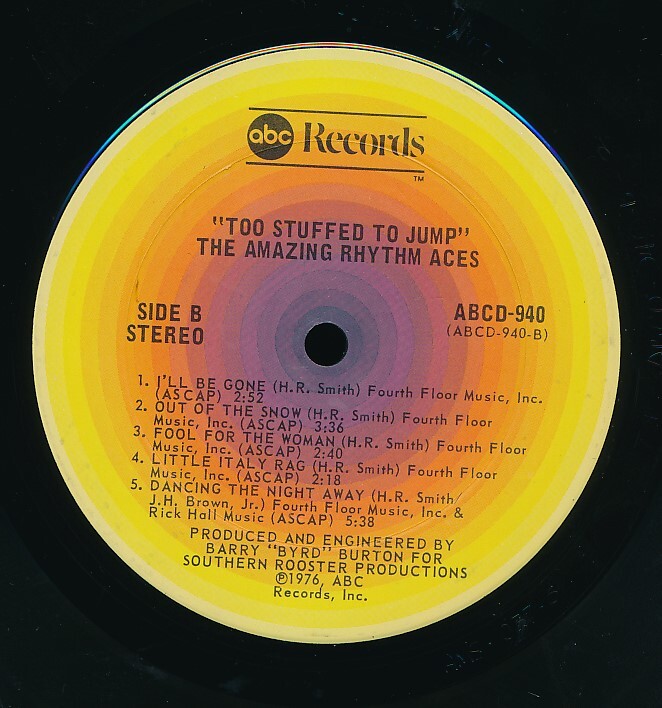 abc Records
TM
"TOO STUFFED TO JUMP"
THE AMAZING RHYTHM ACES
SIDE B
STEREO
ABCD-940
(ABCD-940-B)
1. I'LL BE GONE (H.R. Smith) Fourth Floor Music, Inc.
(ASCAP) 2:52
2. OUT OF THE SNOW (H.R. Smith) Fourth Floor
Music, Inc. (ASCAP) 3:36
3. FOOL FOR THE WOMAN (H.R. Smith) Fourth Floor
Music, Inc. (ASCAP) 2:40
4. LITTLE ITALY RAG (H.R. Smith) Fourth Floor
Music, Inc. (ASCAP) 2:18
5. DANCING THE NIGHT AWAY (H.R. Smith/
J.H. Brown, Jr.) Fourth Floor Music, Inc. &
Rick Hall Music (ASCAP) 5:38
PRODUCED AND ENGINEERED BY
BARRY "BYRD" BURTON FOR
SOUTHERN ROOSTER PRODUCTIONS
℗1976, ABC
Records, Inc.